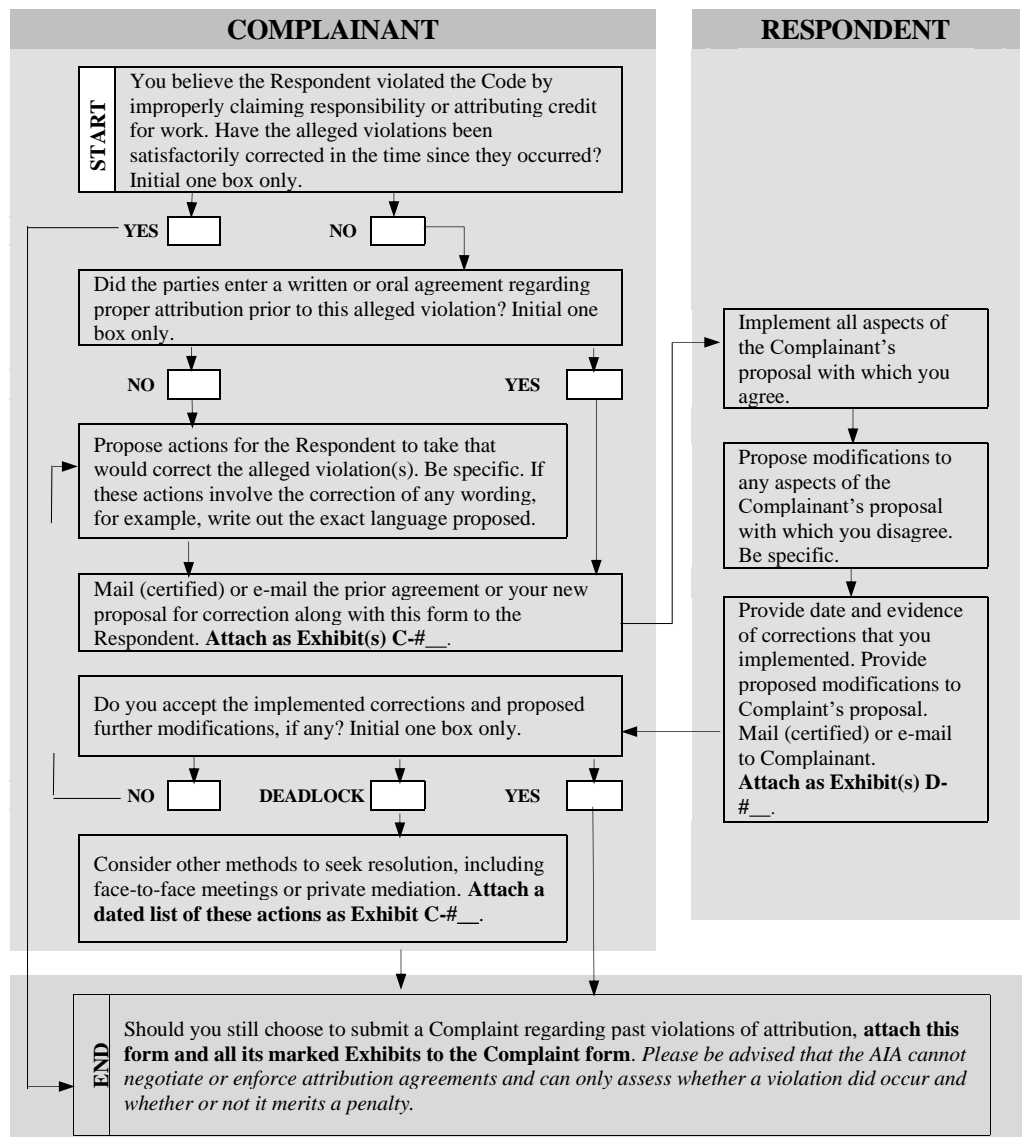 COMPLAINANT
RESPONDENT
START
You believe the Respondent violated the Code by
improperly claiming responsibility or attributing credit
for work. Have the alleged violations been
satisfactorily corrected in the time since they occurred?
Initial one box only.
YES
NO
Did the parties enter a written or oral agreement regarding
proper attribution prior to this alleged violation? Initial one
box only.
NO
YES
Propose actions for the Respondent to take that
would correct the alleged violation(s). Be specific. If
these actions involve the correction of any wording,
for example, write out the exact language proposed.
Mail (certified) or e-mail the prior agreement or your new
proposal for correction along with this form to the
Respondent. Attach as Exhibit(s) C-#__.
Implement all aspects of
the Complainant's
proposal with which you
agree.
Propose modifications to
any aspects of the
Complainant's proposal
with which you disagree.
Be specific.
Provide date and evidence
of corrections that you
implemented. Provide
proposed modifications to
Complaint's proposal.
Mail (certified) or e-mail
to Complainant.
Attach as Exhibit(s) D-
#__.
Do you accept the implemented corrections and proposed
further modifications, if any? Initial one box only.
NO
DEADLOCK
YES
Consider other methods to seek resolution, including
face-to-face meetings or private mediation. Attach a
dated list of these actions as Exhibit C-#__.
END
Should you still choose to submit a Complaint regarding past violations of attribution, attach this
form and all its marked Exhibits to the Complaint form. Please be advised that the AIA cannot
negotiate or enforce attribution agreements and can only assess whether a violation did occur and
whether or not it merits a penalty.